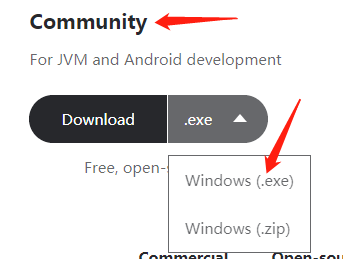 Community
For JVM and Android development
Download
.exe
Free, open-s
Windows (.exe)
Windows (.zip)
Commercial
Open-sou